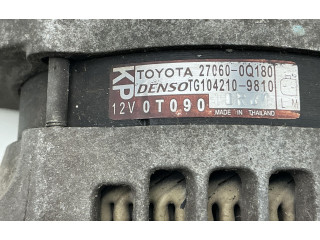 KP TOYOTA 27060-0Q180
DENSO TG104210-9810
12V 0T090
MADE IN THAILAND